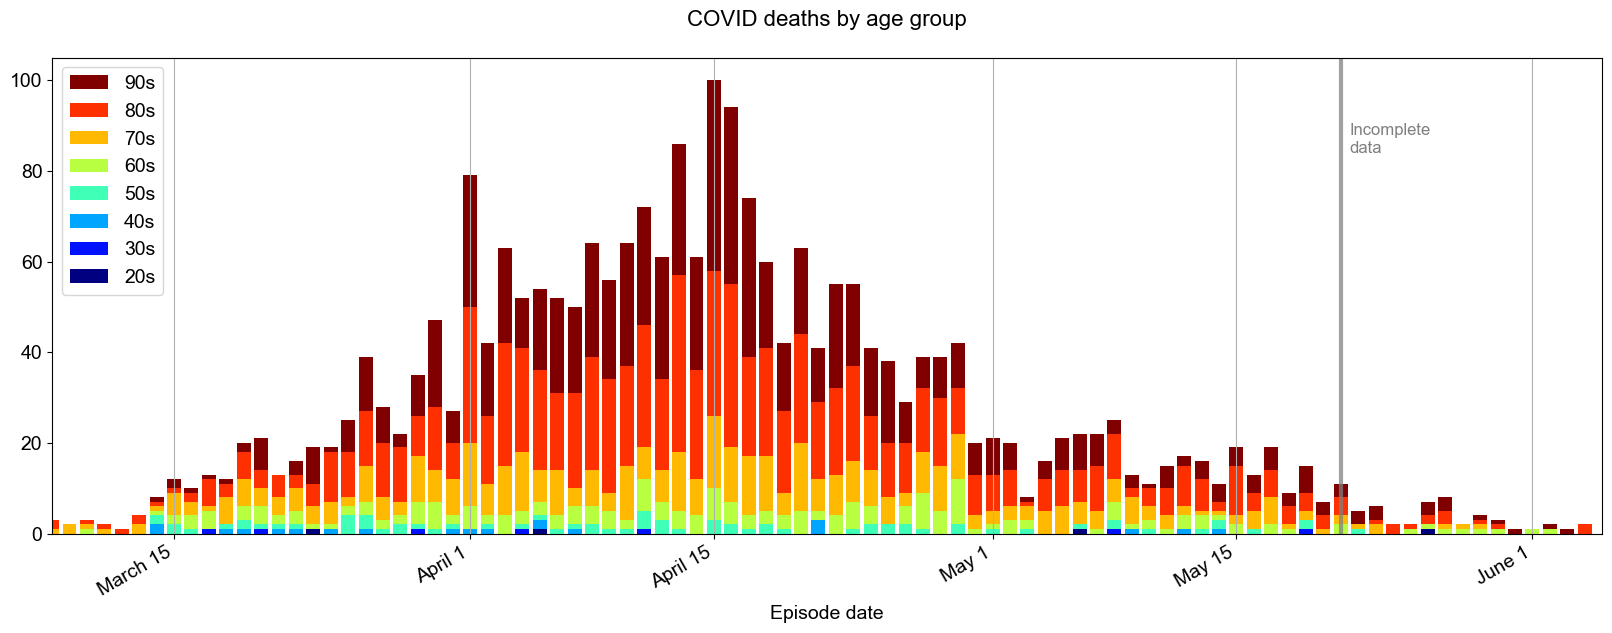 COVID deaths by age group
100
80
60
40
20
0
90s
80s
70s
60s
50s
40s
30s
20s
Incomplete
data
March 15
April 1
April 15
May 1
May 15
June 1
Episode date